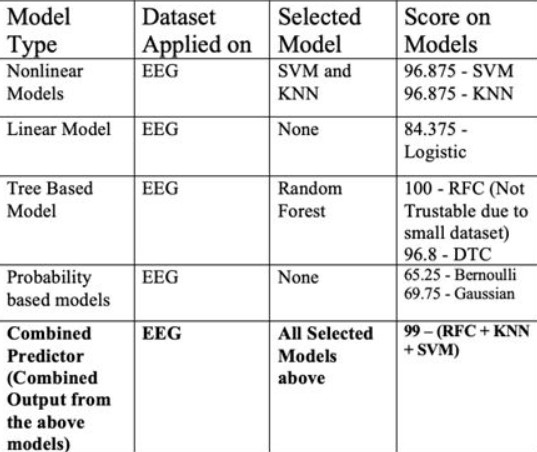 Model Type | Dataset Applied on | Selected Model | Score on Models
Nonlinear Models | EEG | SVM and KNN | 96.875 - SVM 96.875 - KNN
Linear Model | EEG | None | 84.375 - Logistic
Tree Based Model | EEG | Random Forest | 100 - RFC (Not Trustable due to small dataset) 96.8 - DTC
Probability based models | EEG | None | 65.25 - Bernoulli 69.75 - Gaussian
Combined Predictor (Combined Output from the above models) | EEG | All Selected Models above | 99 – (RFC + KNN + SVM)